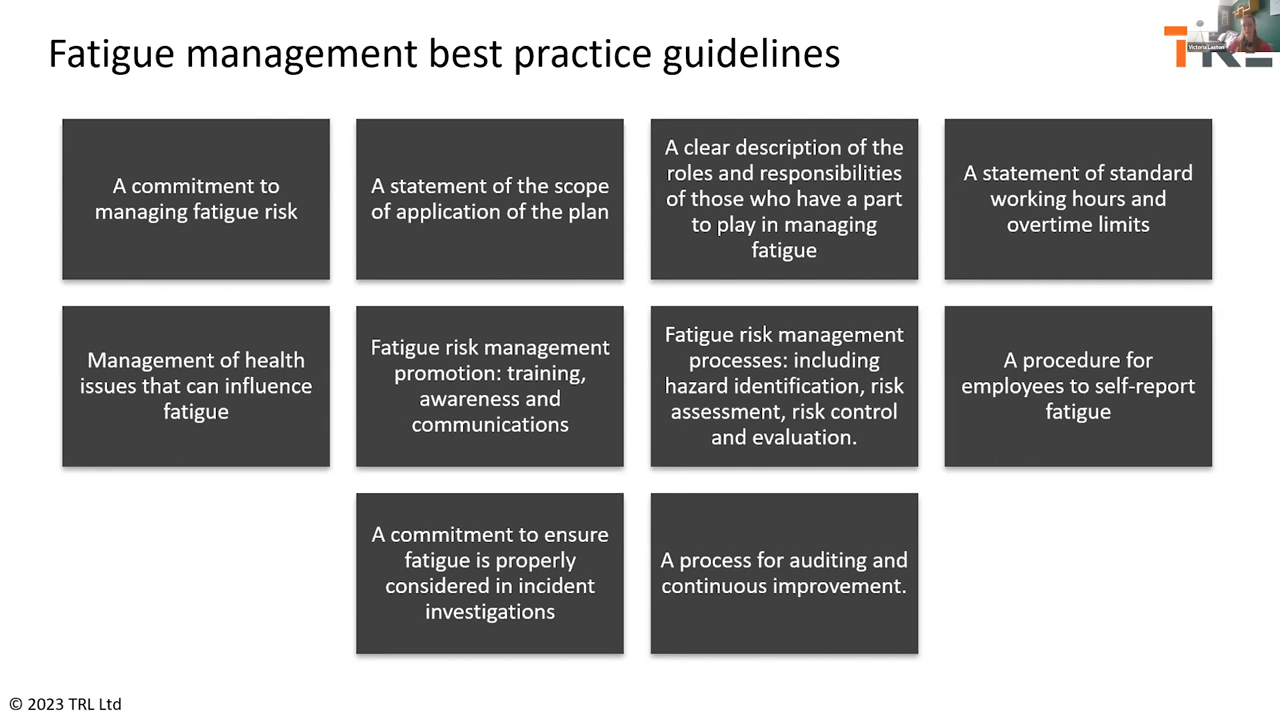 Fatigue management best practice guidelines
TRL
Victoria Laxton
A commitment to
managing fatigue risk
A statement of the scope
of application of the plan
A clear description of the
roles and responsibilities
of those who have a part
to play in managing
fatigue
A statement of standard
working hours and
overtime limits
Management of health
issues that can influence
fatigue
Fatigue risk management
promotion: training,
awareness and
communications
Fatigue risk management
processes: including
hazard identification, risk
assessment, risk control
and evaluation.
A procedure for
employees to self-report
fatigue
A commitment to ensure
fatigue is properly
considered in incident
investigations
A process for auditing and
continuous improvement.
© 2023 TRL Ltd